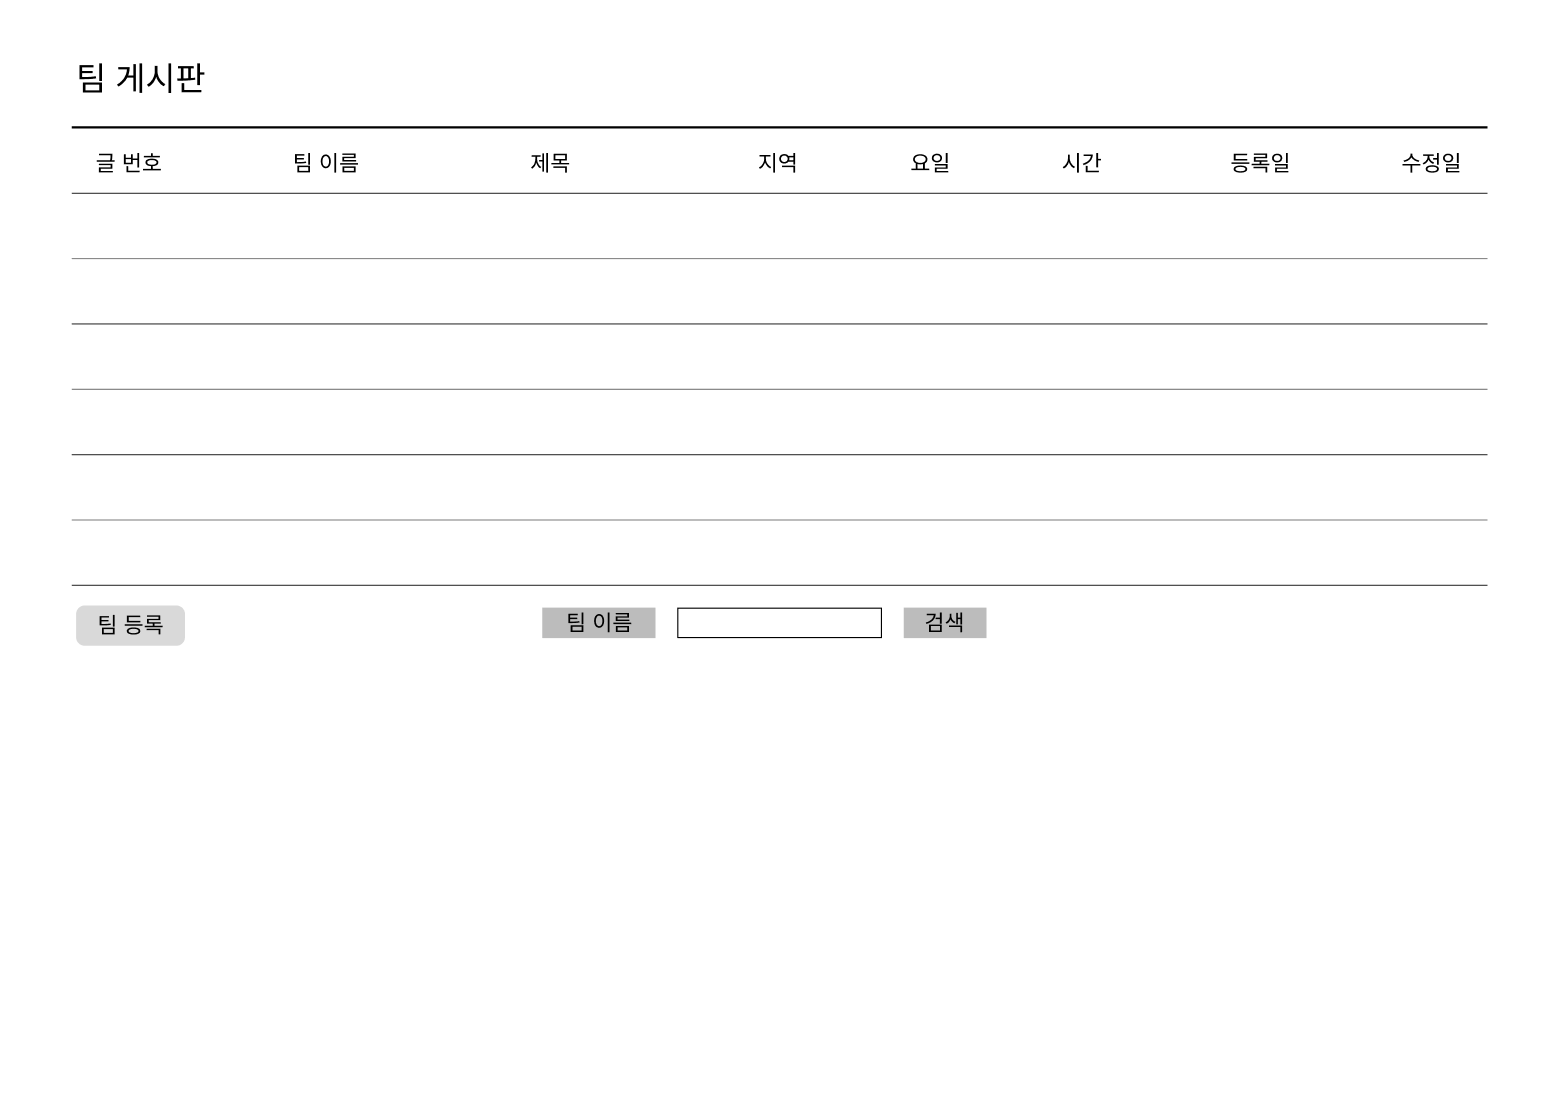 팀 게시판
글 번호 팀 이름 제목 지역 요일 시간 등록일 수정일
팀 등록 팀 이름 검색